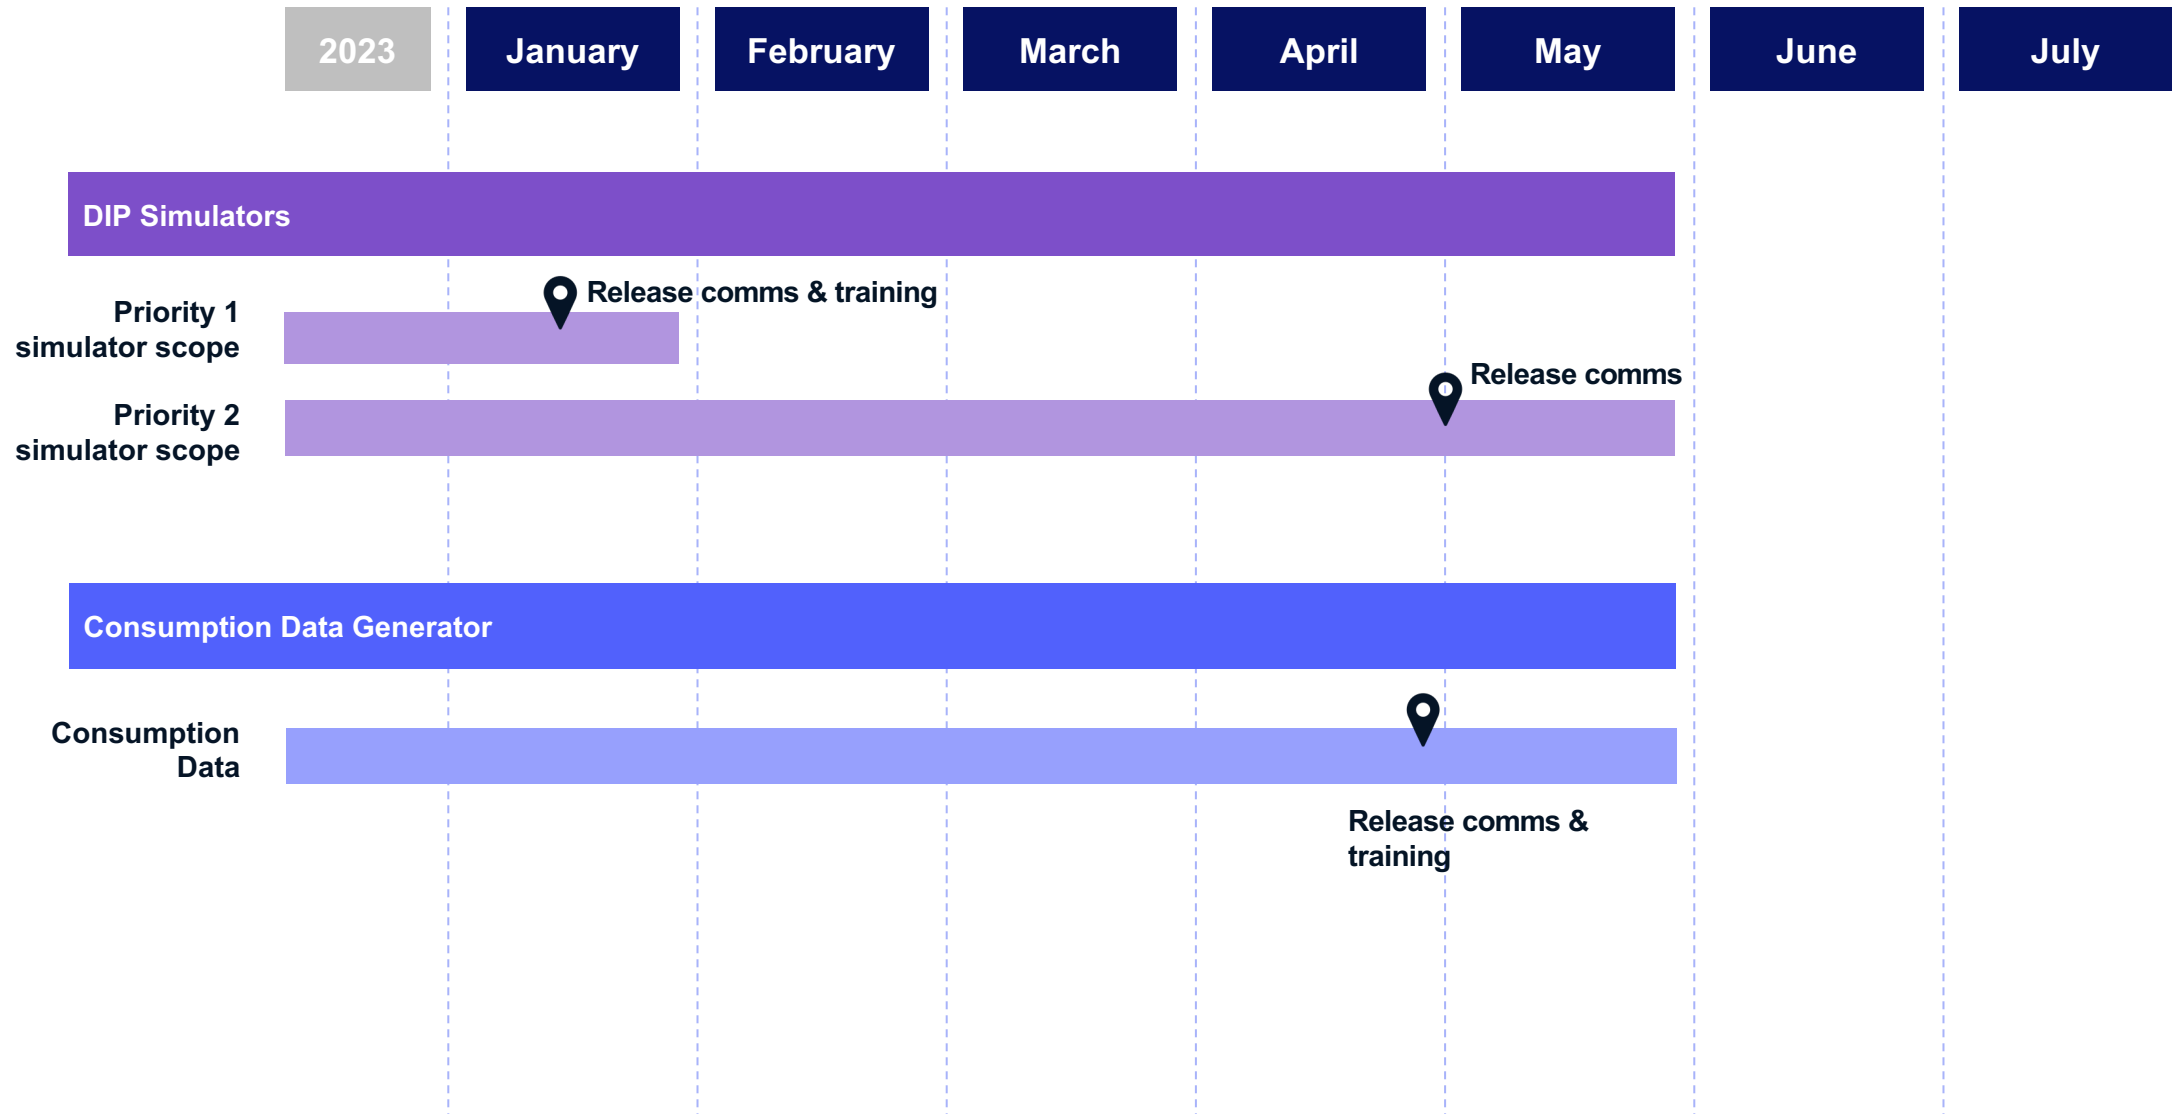 2023
January
February
March
April
May
June
July
DIP Simulators
Release comms & training
Priority 1
simulator scope
Release comms
Priority 2
simulator scope
Consumption Data Generator
Consumption
Data
Release comms &
training